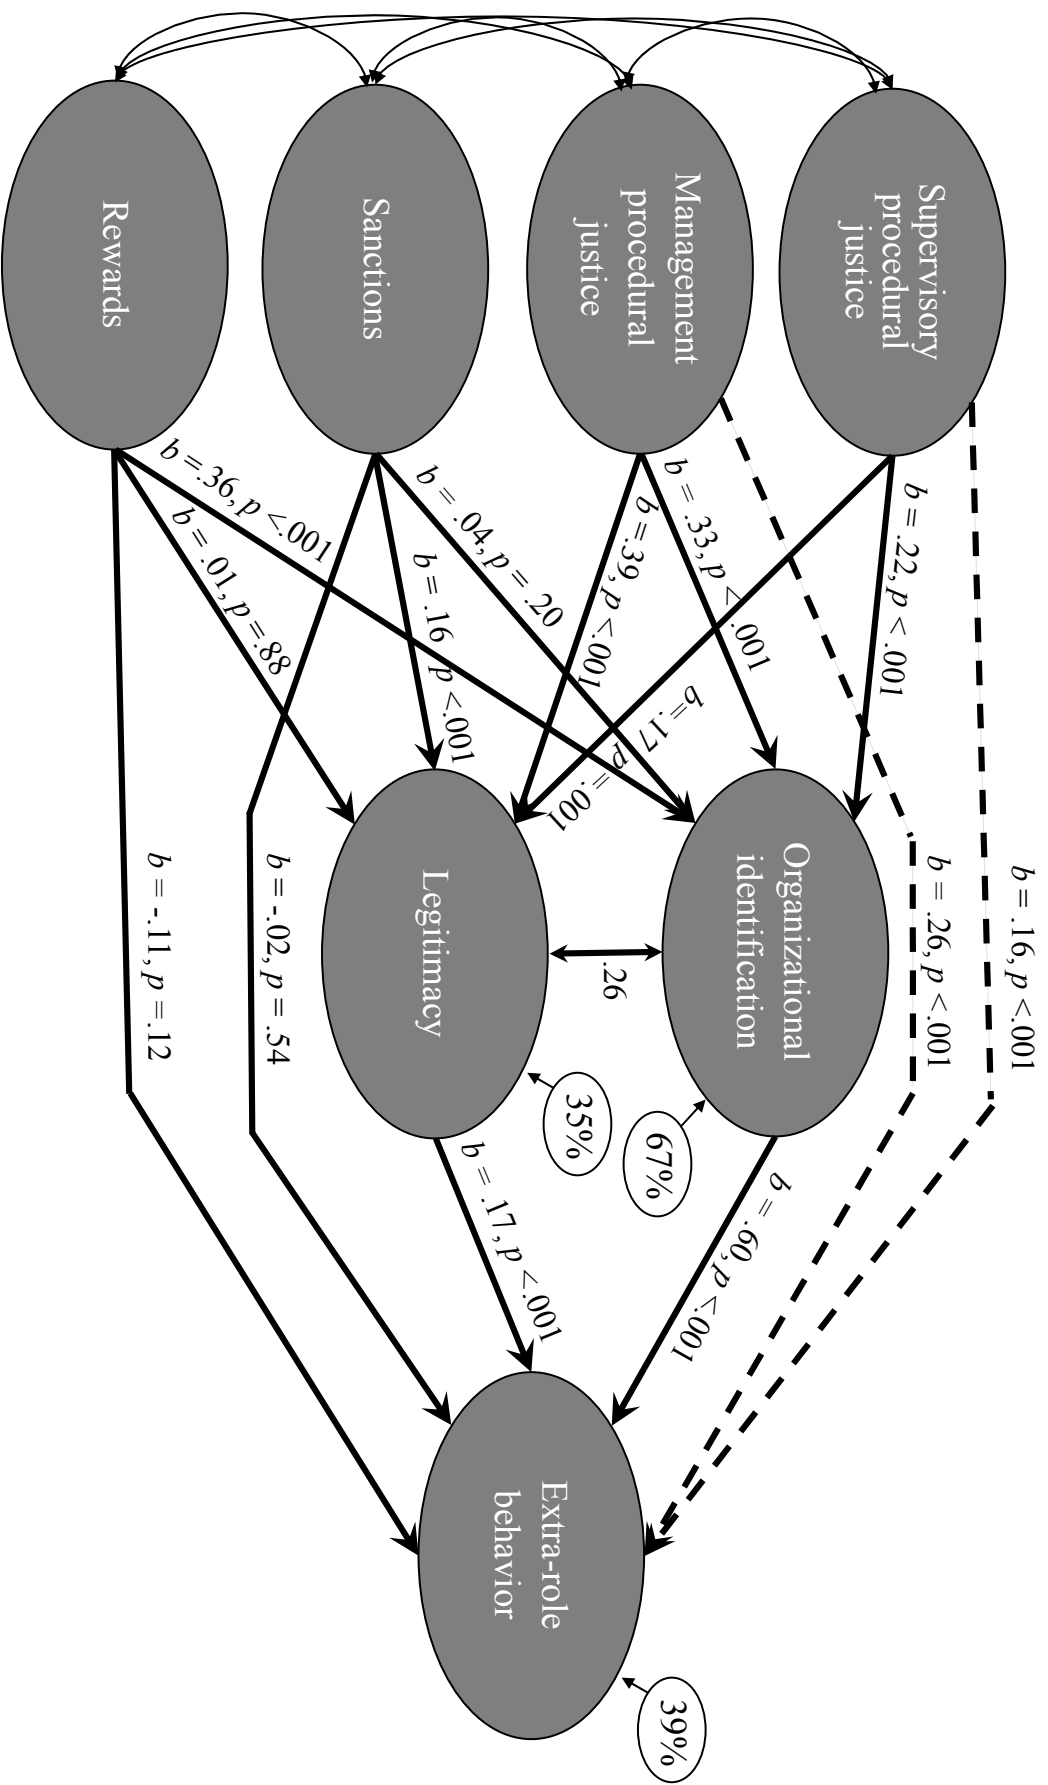 Supervisory
procedural
justice
Management
procedural
justice
Sanctions
Rewards
b = .16, p <.001
b = .26, p <.001
b = .22, p < .001
b = .33, p < .001
b =.17 p = .001
b =.39, p <.001
b = .04, p = .20
b = .16 p <.001
b =.36, p <.001
b = .01, p =.88
Organizational
identification
.26
Legitimacy
67%
35%
b = -.02, p = .54
b = -.11, p =.12
b = .60, p <.001
b = .17, p <.001
Extra-role
behavior
39%